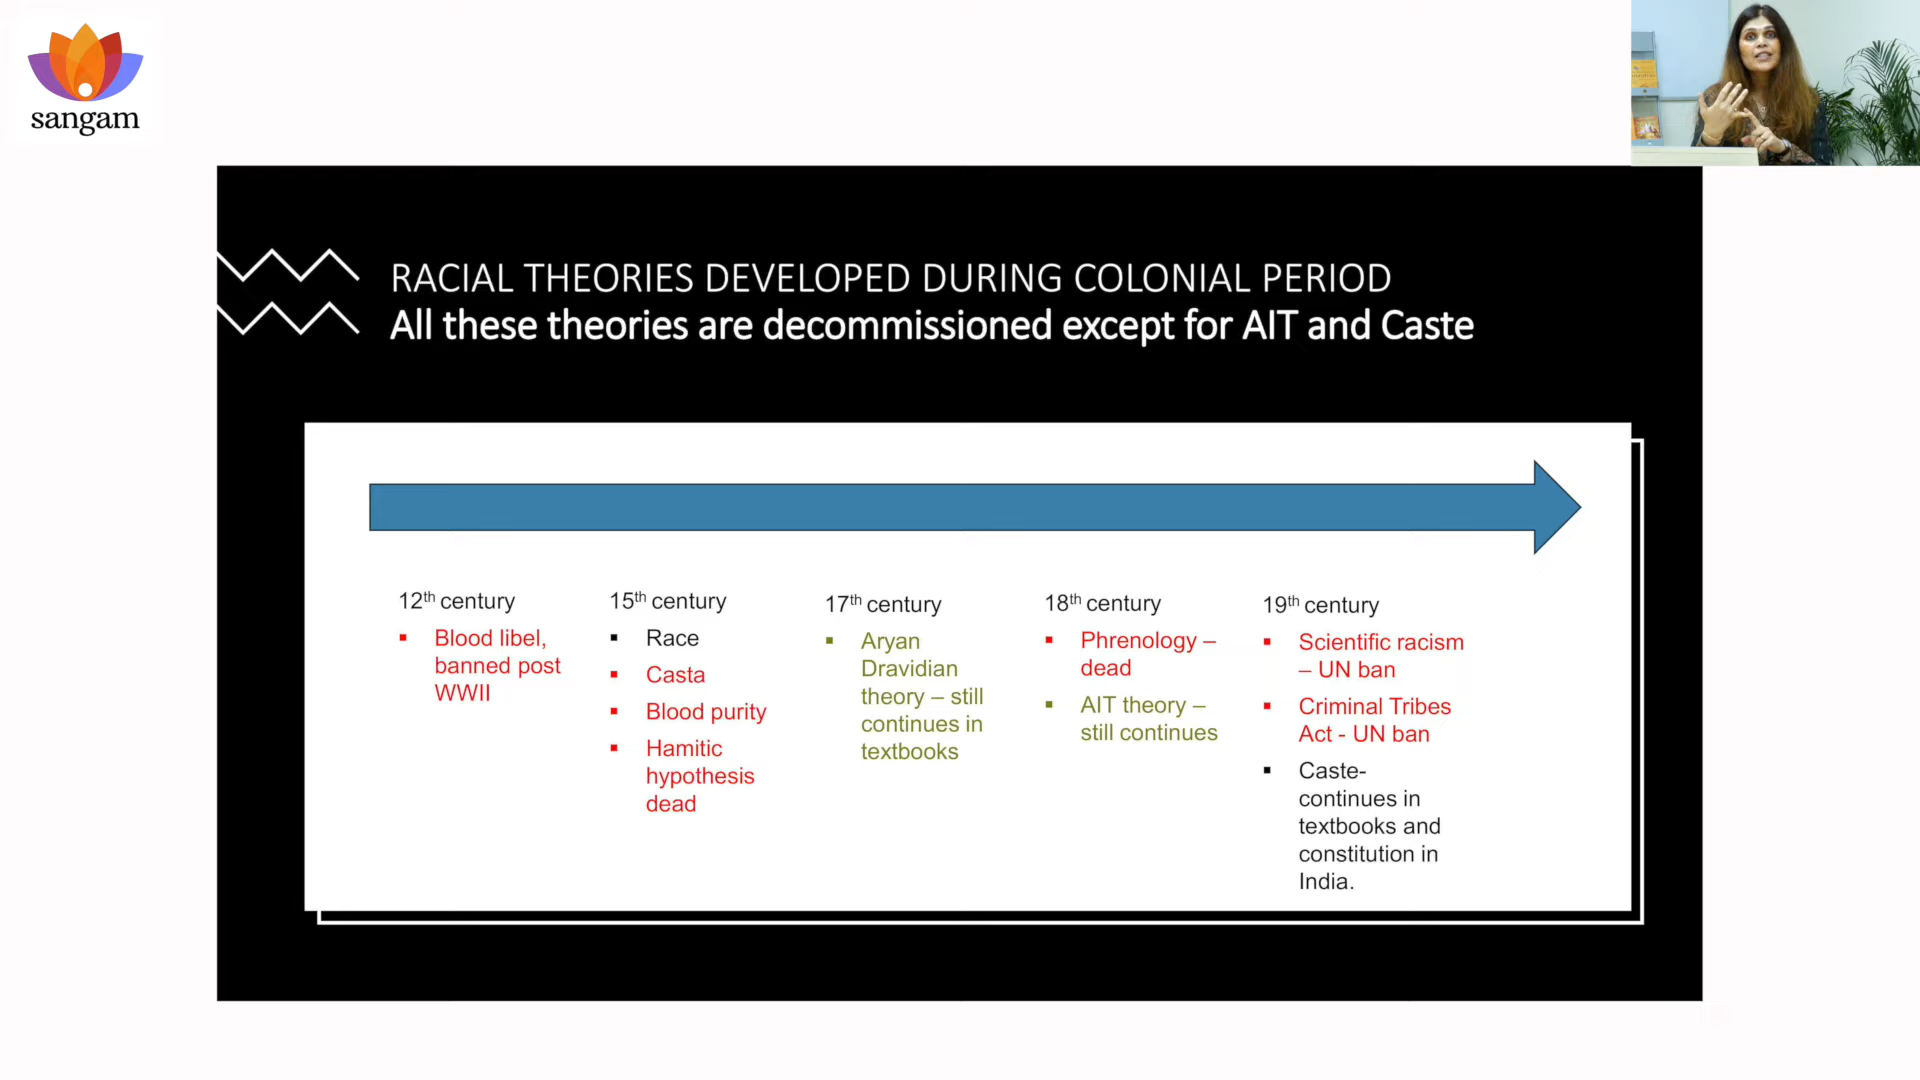 sangam
RACIAL THEORIES DEVELOPED DURING COLONIAL PERIOD
All these theories are decommissioned except for AIT and Caste
12th century
Blood libel,
banned post
WWII
15th century
Race
Casta
Blood purity
Hamitic
hypothesis
dead
17th century
Aryan
Dravidian
theory – still
continues in
textbooks
18th century
Phrenology –
dead
AIT theory –
still continues
19th century
Scientific racism
– UN ban
Criminal Tribes
Act - UN ban
Caste-
continues in
textbooks and
constitution in
India.